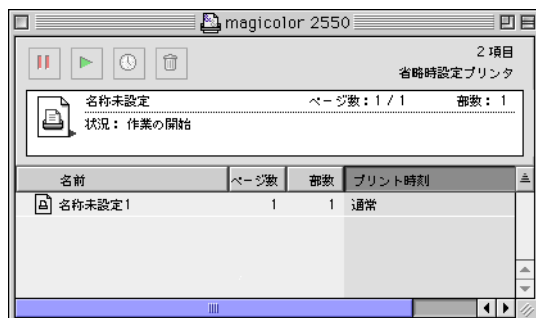 magicolor 2550
2 項目
省略時設定プリンタ
名称未設定 ページ数：1 / 1 部数： 1
状況： 作業の開始
名前 ページ数 部数 プリント時刻
名称未設定1 1 1 通常